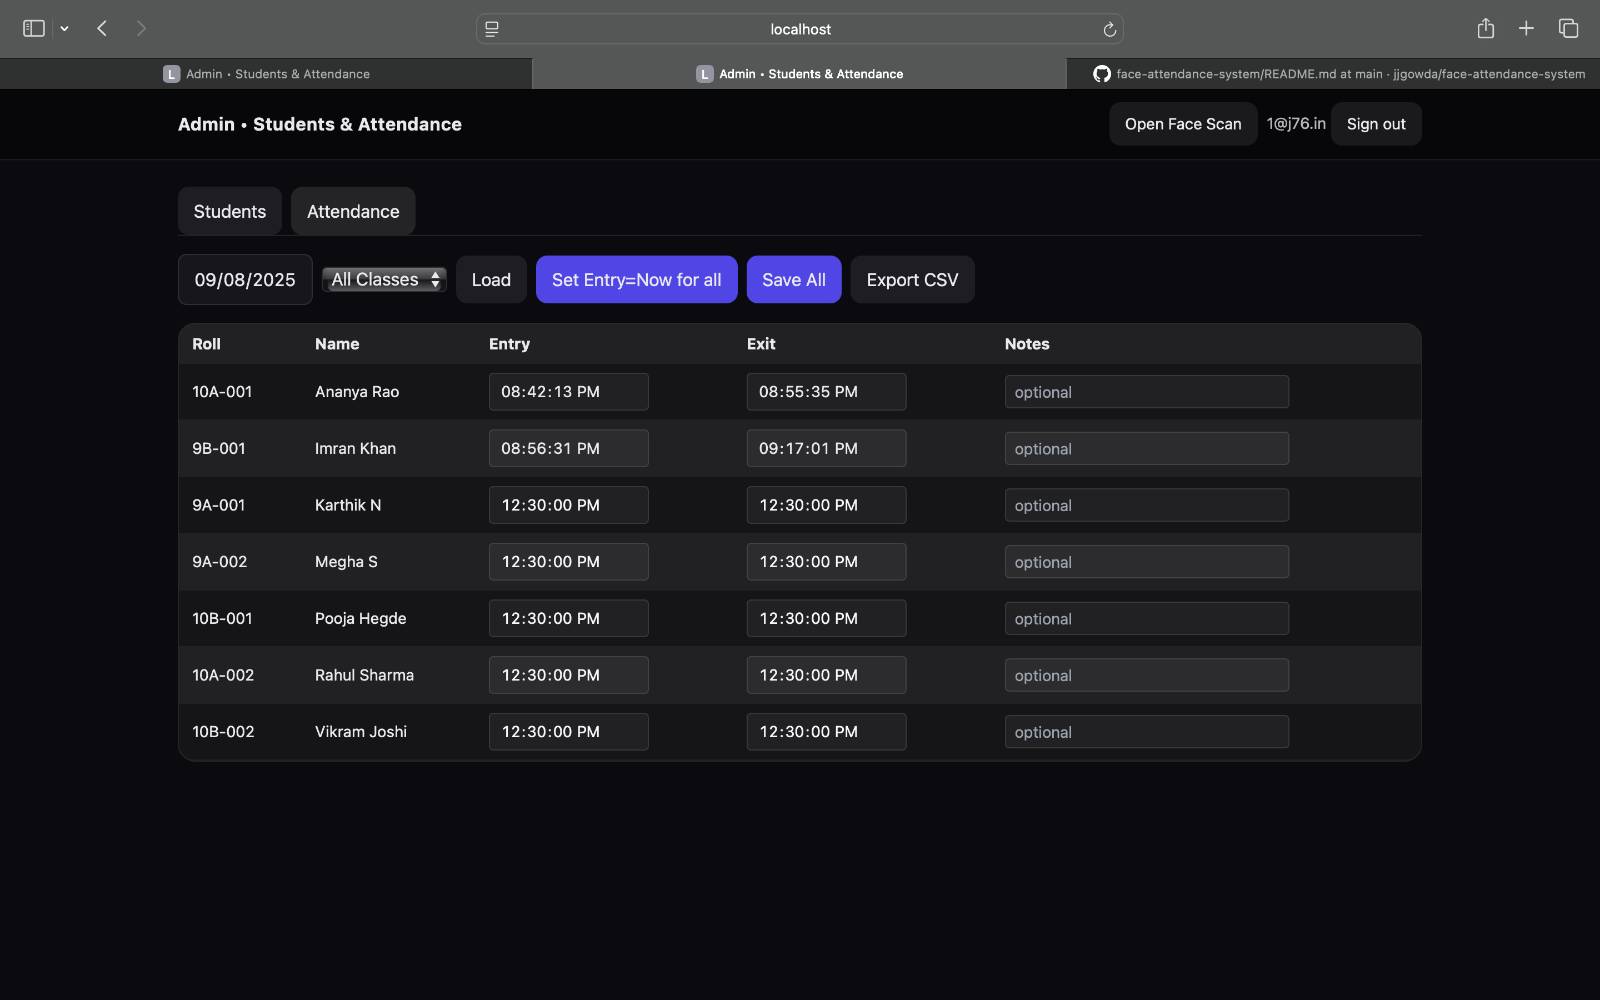 localhost
L Admin • Students & Attendance
L Admin • Students & Attendance
face-attendance-system/README.md at main · jjgowda/face-attendance-system
Admin • Students & Attendance
Open Face Scan
1@j76.in
Sign out
Students
Attendance
09/08/2025
All Classes
Load
Set Entry=Now for all
Save All
Export CSV
Roll Name Entry Exit Notes
10A-001 Ananya Rao 08:42:13 PM 08:55:35 PM optional
9B-001 Imran Khan 08:56:31 PM 09:17:01 PM optional
9A-001 Karthik N 12:30:00 PM 12:30:00 PM optional
9A-002 Megha S 12:30:00 PM 12:30:00 PM optional
10B-001 Pooja Hegde 12:30:00 PM 12:30:00 PM optional
10A-002 Rahul Sharma 12:30:00 PM 12:30:00 PM optional
10B-002 Vikram Joshi 12:30:00 PM 12:30:00 PM optional